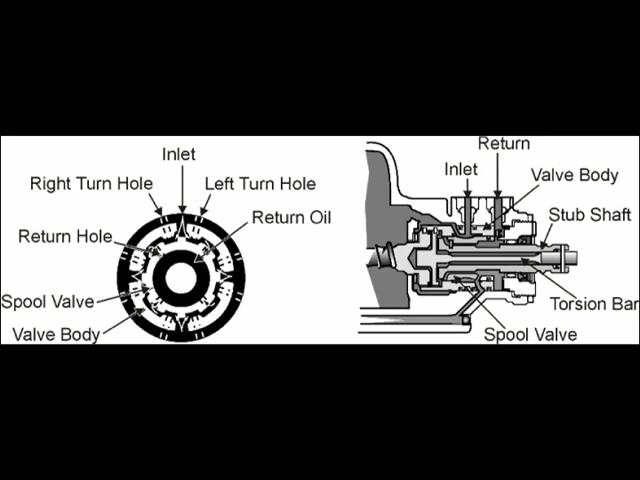 Inlet
Right Turn Hole
Left Turn Hole
Return Oil
Return Hole
Spool Valve
Valve Body
Return
Inlet
Valve Body
Stub Shaft
Torsion Bar
Spool Valve